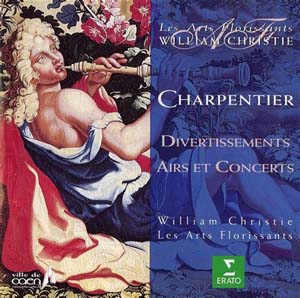 Les Arts Florissants
WILLIAM CHRISTIE
CHARPENTIER
DIVERTISSEMENTS
AIRS ET CONCERTS
William Christie
Les Arts Florissants
ville de
caen
ERATO